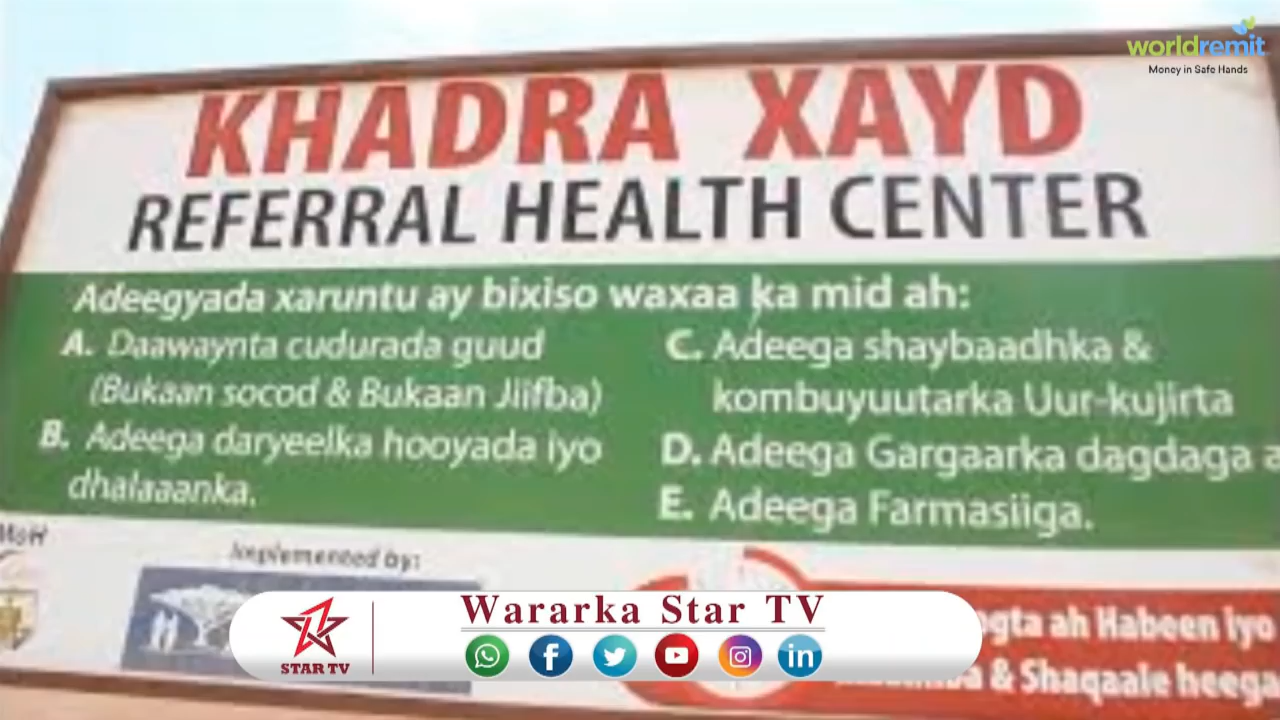 worldremit
Money in Safe Hands
KHADRA XAYD
REFERRAL HEALTH CENTER
Adeegyada xaruntu ay bixiso waxaa ka mid ah:
A. Daawaynta cudurada guud
(Bukaan socod & Bukaan Jiifba)
B. Adeega daryeelka hooyada iyo
dhalaaanka.
C. Adeega shaybaadhka &
kombuyuutarka Uur-kujirta
D. Adeega Gargaarka dagdaga
E. Adeega Farmasiiga.
MoH
Implemented by:
ah Habeen iyo
& Shaqaale
STAR TV
Wararka Star TV